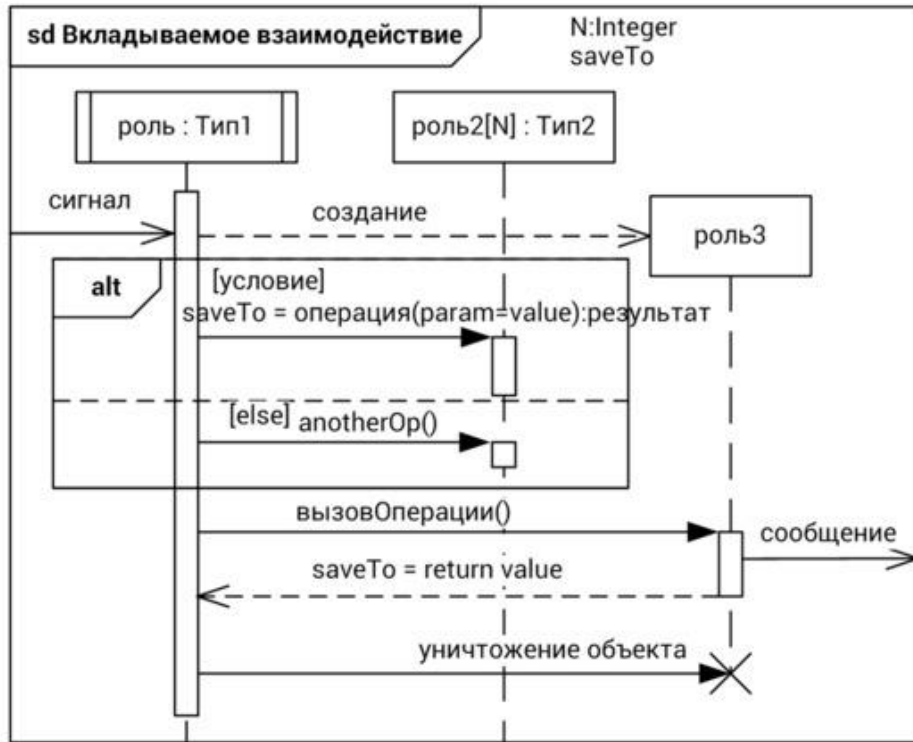 sd Вкладываемое взаимодействие
N:Integer
saveTo
роль : Тип1
роль2[N] : Тип2
сигнал
создание
роль3
alt
[условие]
saveTo = операция(param=value):результат
[else] anotherOp()
вызовОперации()
сообщение
saveTo = return value
уничтожение объекта